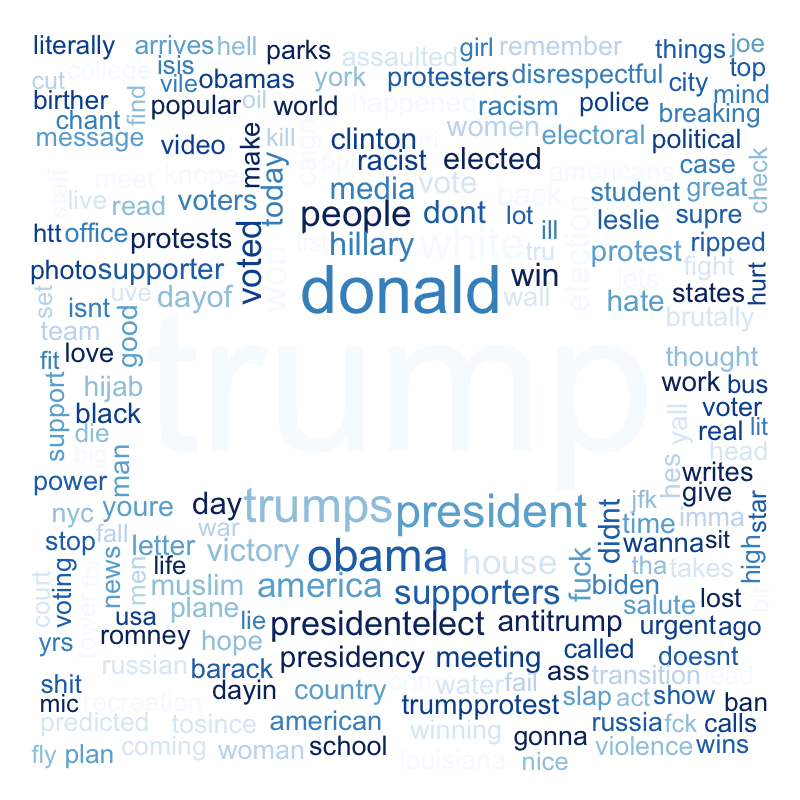 literally arrives hell parks assaulted girl remember things joe
cut college isis vile obamas york protesters disrespectful city top
birther find popular oil world happened racism police mind
chant breaking
message video make kill clinton women electoral political
racist elected case
staff meet knope today media vote back americans student great check
live read voters people dont lot ill leslie supre
htt office protests voted won hillary white tru election protest ripped
photo supporter donald win lets fight
set uve dayof wall hate states hurt
isnt brutally
team good
fit love trump thought
support hijab work bus
black yall voter
die real lit
big man head
power hes writes
youre day trumps president didnt jfk give star
nyc fall war time imma
stop letter victory obama house fuck wanna sit high
voting news men life tha takes
court tower muslim america supporters biden
plane salute lost
usa lie presidentelect antitrump urgent ago
yrs romney hope
russian barack presidency meeting called doesnt
shit dayin country cnn water fail ass transition lead
mic recreation trumpprotest slap act show ban
predicted tosince american winning russia fck calls
fly plan coming woman school gonna violence wins
louisiana nice